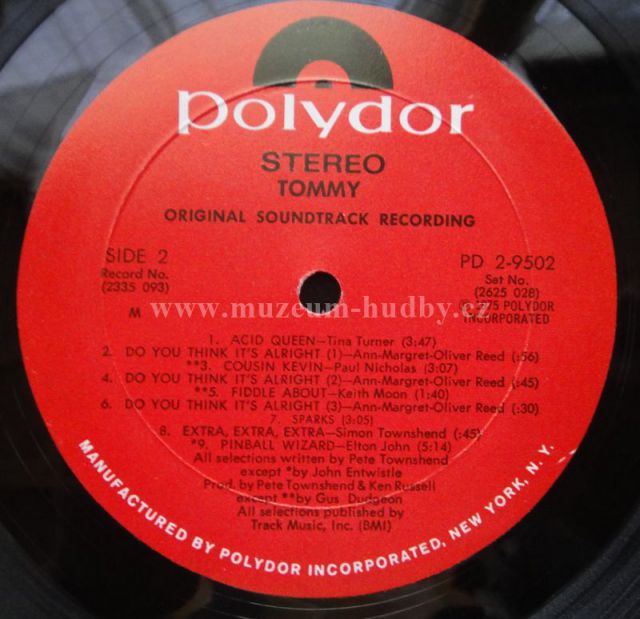 polydor
STEREO
TOMMY
ORIGINAL SOUNDTRACK RECORDING
SIDE 2
Record No.
(2335 093)
M
PD 2-9502
Set No.
(2625 028)
℗ 1975 POLYDOR
INCORPORATED
www.muzeum-hudby.cz
1. ACID QUEEN—Tina Turner (3:47)
2. DO YOU THINK IT'S ALRIGHT (1)—Ann-Margret-Oliver Reed (:56)
**3. COUSIN KEVIN—Paul Nicholas (3:07)
4. DO YOU THINK IT'S ALRIGHT (2)—Ann-Margret-Oliver Reed (:45)
**5. FIDDLE ABOUT—Keith Moon (1:40)
6. DO YOU THINK IT'S ALRIGHT (3)—Ann-Margret-Oliver Reed (:30)
7. SPARKS (3:05)
8. EXTRA, EXTRA, EXTRA—Simon Townshend (:45)
*9. PINBALL WIZARD—Elton John (5:14)
All selections written by Pete Townshend
except *by John Entwistle
Prod. by Pete Townshend & Ken Russell
except **by Gus Dudgeon
All selections published by
Track Music, Inc. (BMI)
MANUFACTURED BY POLYDOR INCORPORATED, NEW YORK, N. Y.